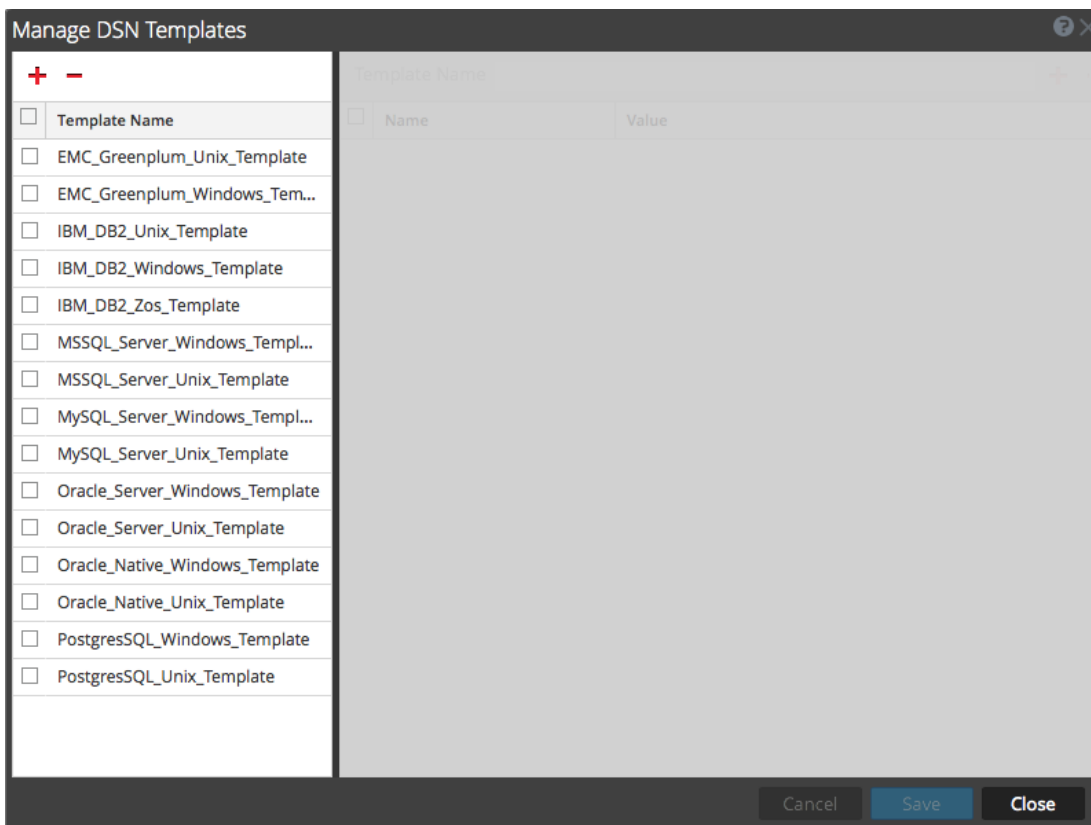 Manage DSN Templates
Template Name
Name
Value
Template Name
EMC_Greenplum_Unix_Template
EMC_Greenplum_Windows_Tem...
IBM_DB2_Unix_Template
IBM_DB2_Windows_Template
IBM_DB2_Zos_Template
MSSQL_Server_Windows_Templ...
MSSQL_Server_Unix_Template
MySQL_Server_Windows_Templ...
MySQL_Server_Unix_Template
Oracle_Server_Windows_Template
Oracle_Server_Unix_Template
Oracle_Native_Windows_Template
Oracle_Native_Unix_Template
PostgresSQL_Windows_Template
PostgresSQL_Unix_Template
Cancel
Save
Close